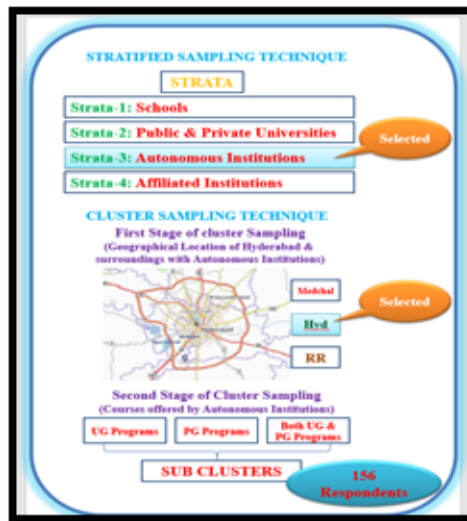 STRATIFIED SAMPLING TECHNIQUE
STRATA
Strata-1: Schools
Strata-2: Public & Private Universities
Strata-3: Autonomous Institutions
Selected
Strata-4: Affiliated Institutions
CLUSTER SAMPLING TECHNIQUE
First Stage of cluster Sampling
(Geographical Location of Hyderabad &
surroundings with Autonomous Institutions)
Medchal
Selected
Hyd
RR
Second Stage of Cluster Sampling
(Courses offered by Autonomous Institutions)
UG Programs
PG Programs
Both UG &
PG Programs
SUB CLUSTERS
156
Respondents